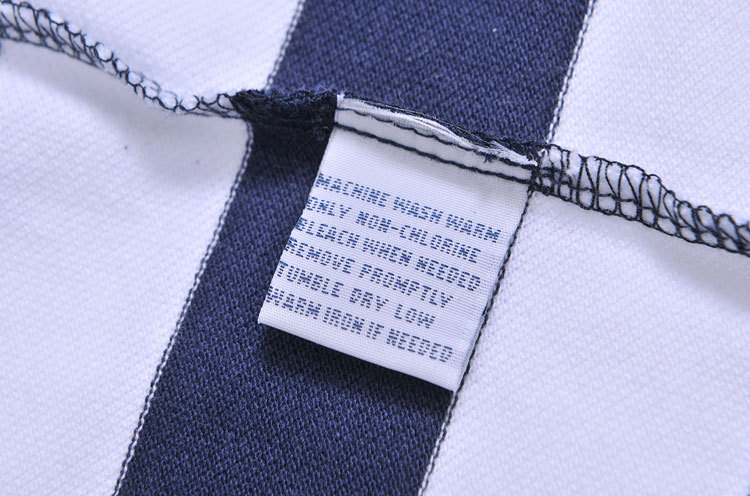 MACHINE WASH WARM
ONLY NON-CHLORINE
BLEACH WHEN NEEDED
REMOVE PROMPTLY
TUMBLE DRY LOW
WARM IRON IF NEEDED